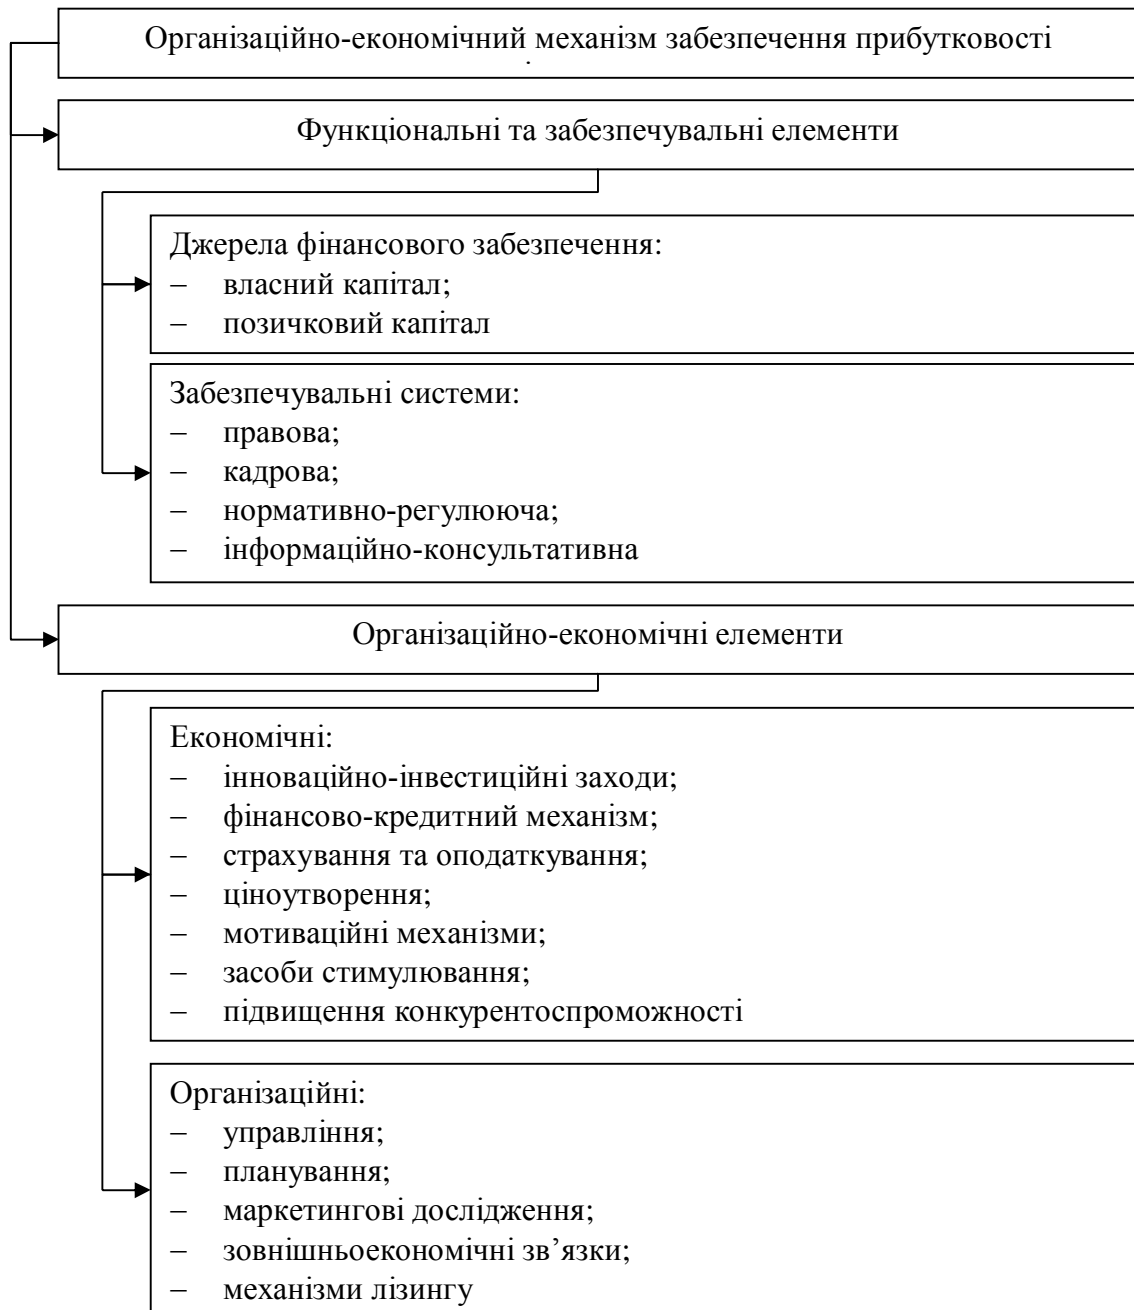 Організаційно-економічний механізм забезпечення прибутковості
Функціональні та забезпечувальні елементи
Джерела фінансового забезпечення:
– власний капітал;
– позичковий капітал
Забезпечувальні системи:
– правова;
– кадрова;
– нормативно-регулююча;
– інформаційно-консультативна
Організаційно-економічні елементи
Економічні:
– інноваційно-інвестиційні заходи;
– фінансово-кредитний механізм;
– страхування та оподаткування;
– ціноутворення;
– мотиваційні механізми;
– засоби стимулювання;
– підвищення конкурентоспроможності
Організаційні:
– управління;
– планування;
– маркетингові дослідження;
– зовнішньоекономічні зв’язки;
– механізми лізингу